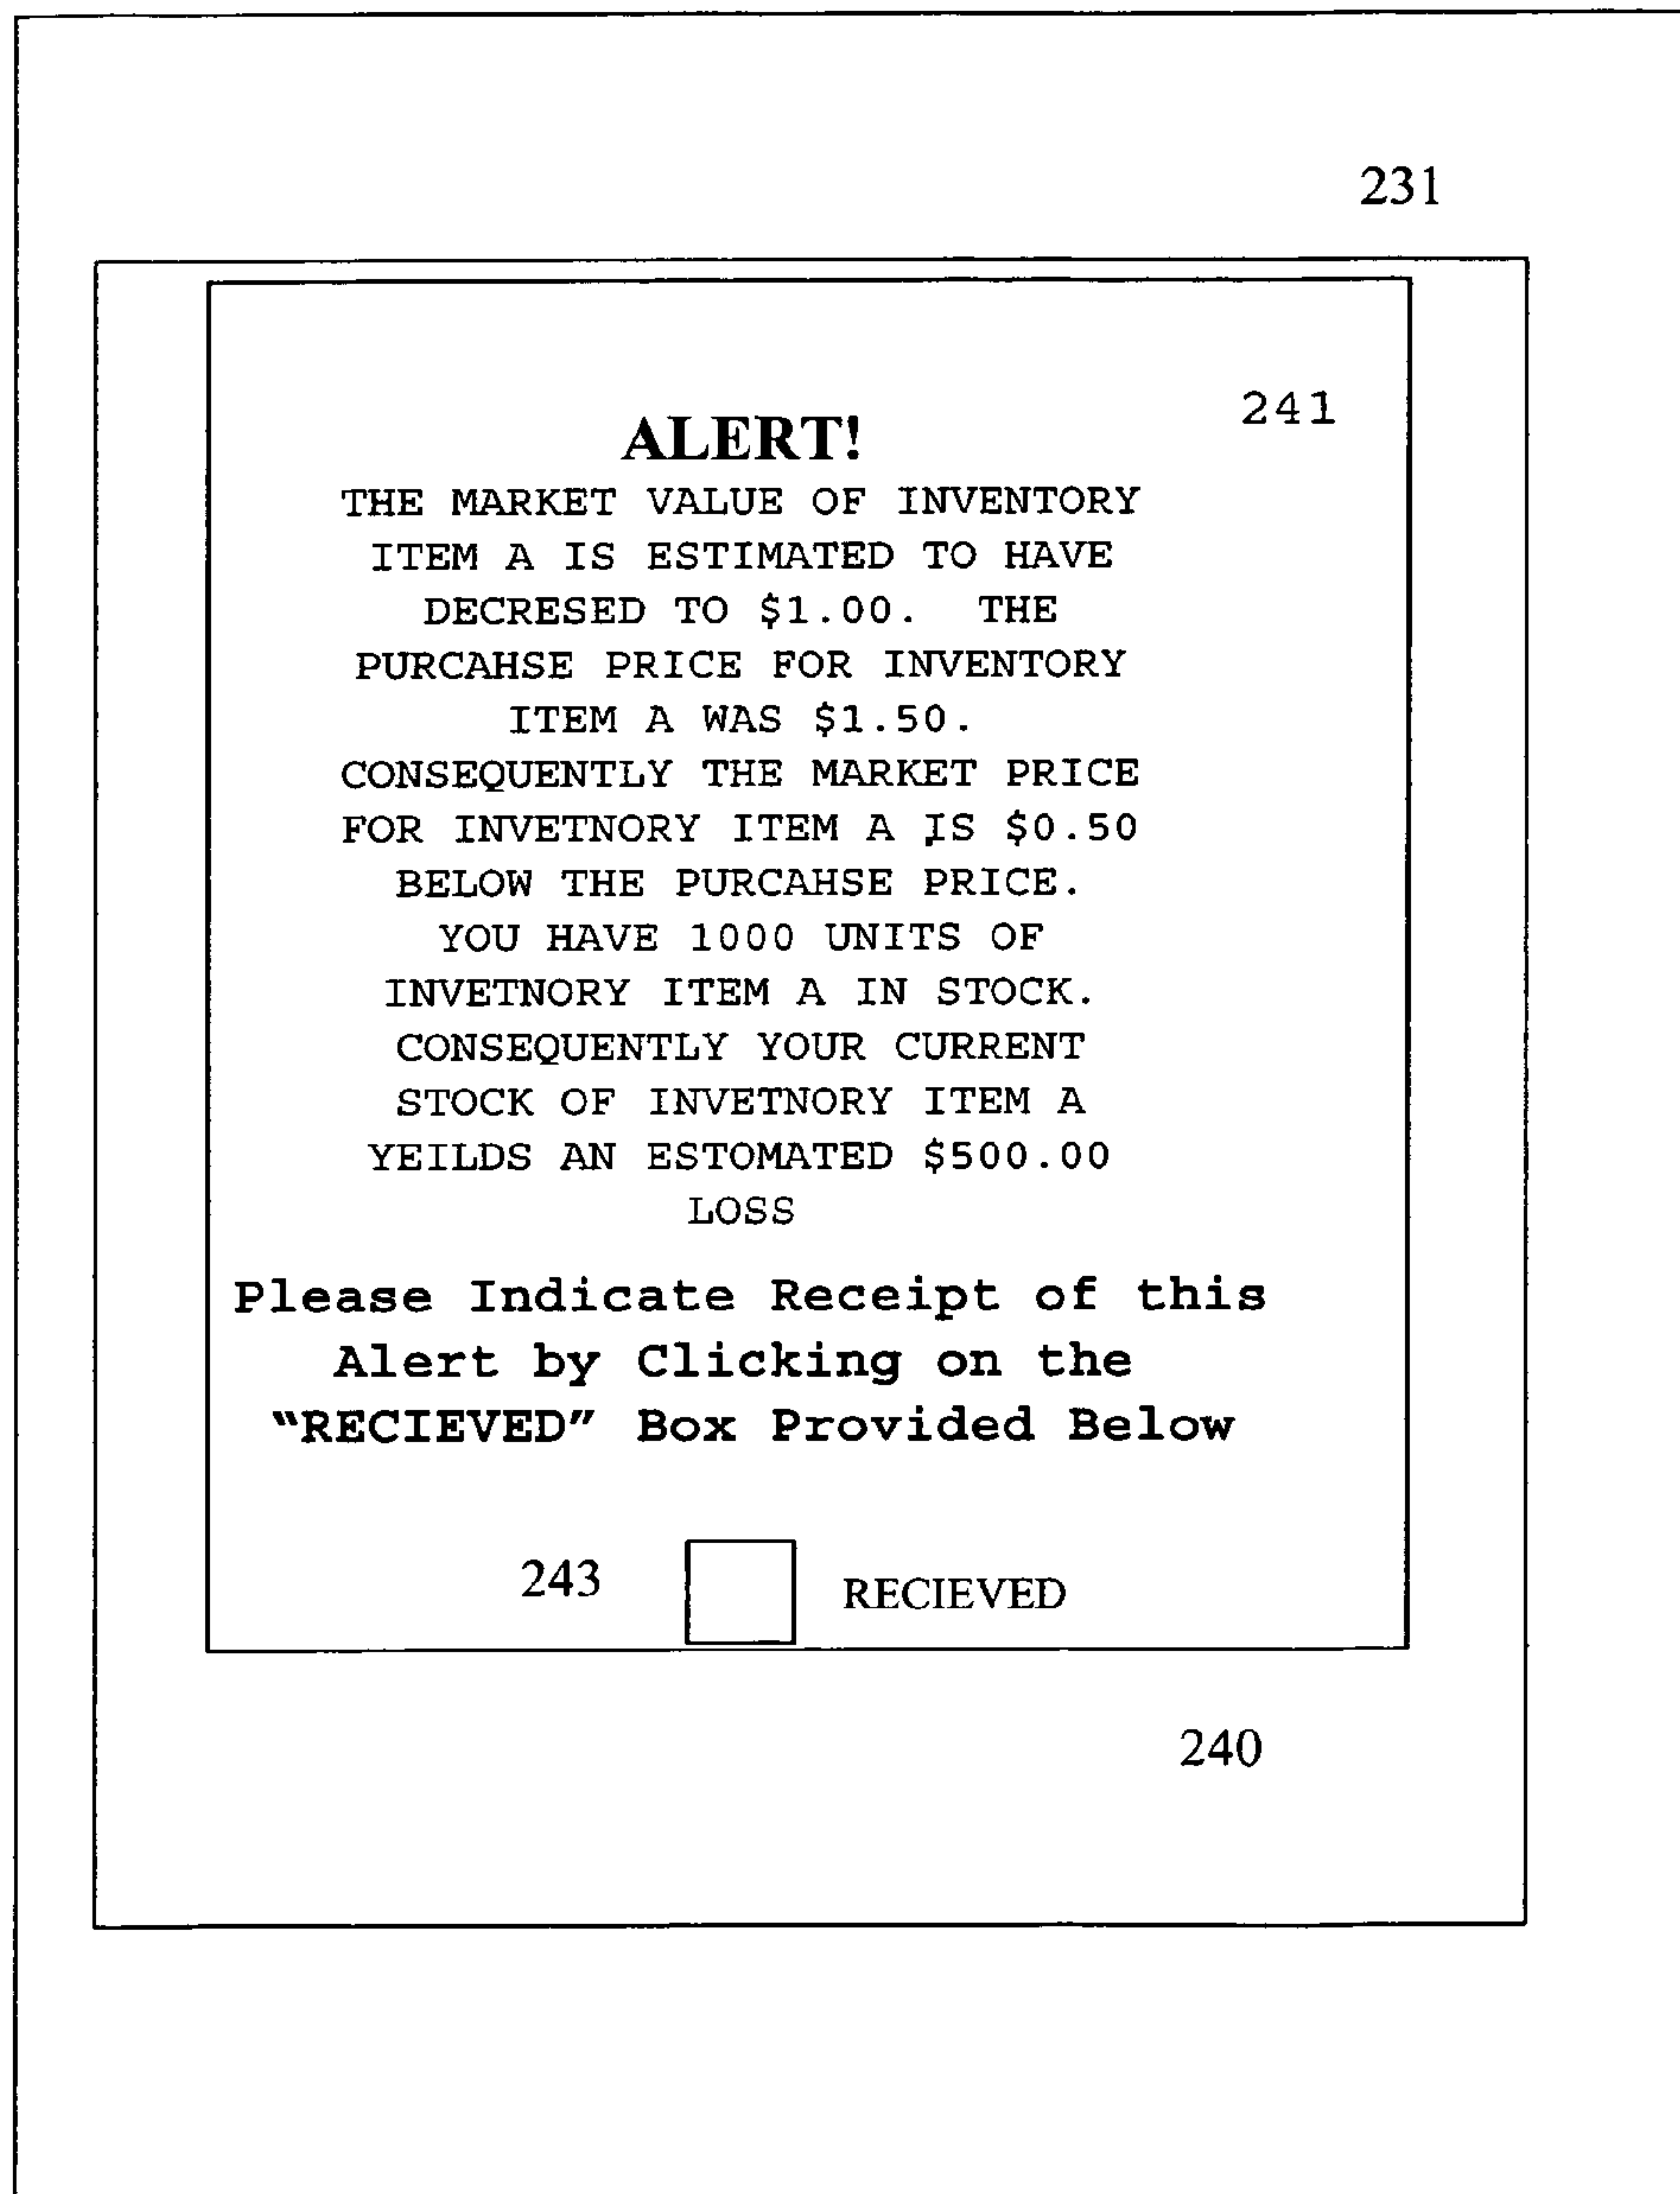 231
241
ALERT!
THE MARKET VALUE OF INVENTORY
ITEM A IS ESTIMATED TO HAVE
DECRESED TO $1.00. THE
PURCAHSE PRICE FOR INVENTORY
ITEM A WAS $1.50.
CONSEQUENTLY THE MARKET PRICE
FOR INVETNORY ITEM A IS $0.50
BELOW THE PURCAHSE PRICE.
YOU HAVE 1000 UNITS OF
INVETNORY ITEM A IN STOCK.
CONSEQUENTLY YOUR CURRENT
STOCK OF INVETNORY ITEM A
YEILDS AN ESTOMATED $500.00
LOSS
Please Indicate Receipt of this
Alert by Clicking on the
“RECIEVED” Box Provided Below
243 RECIEVED
240